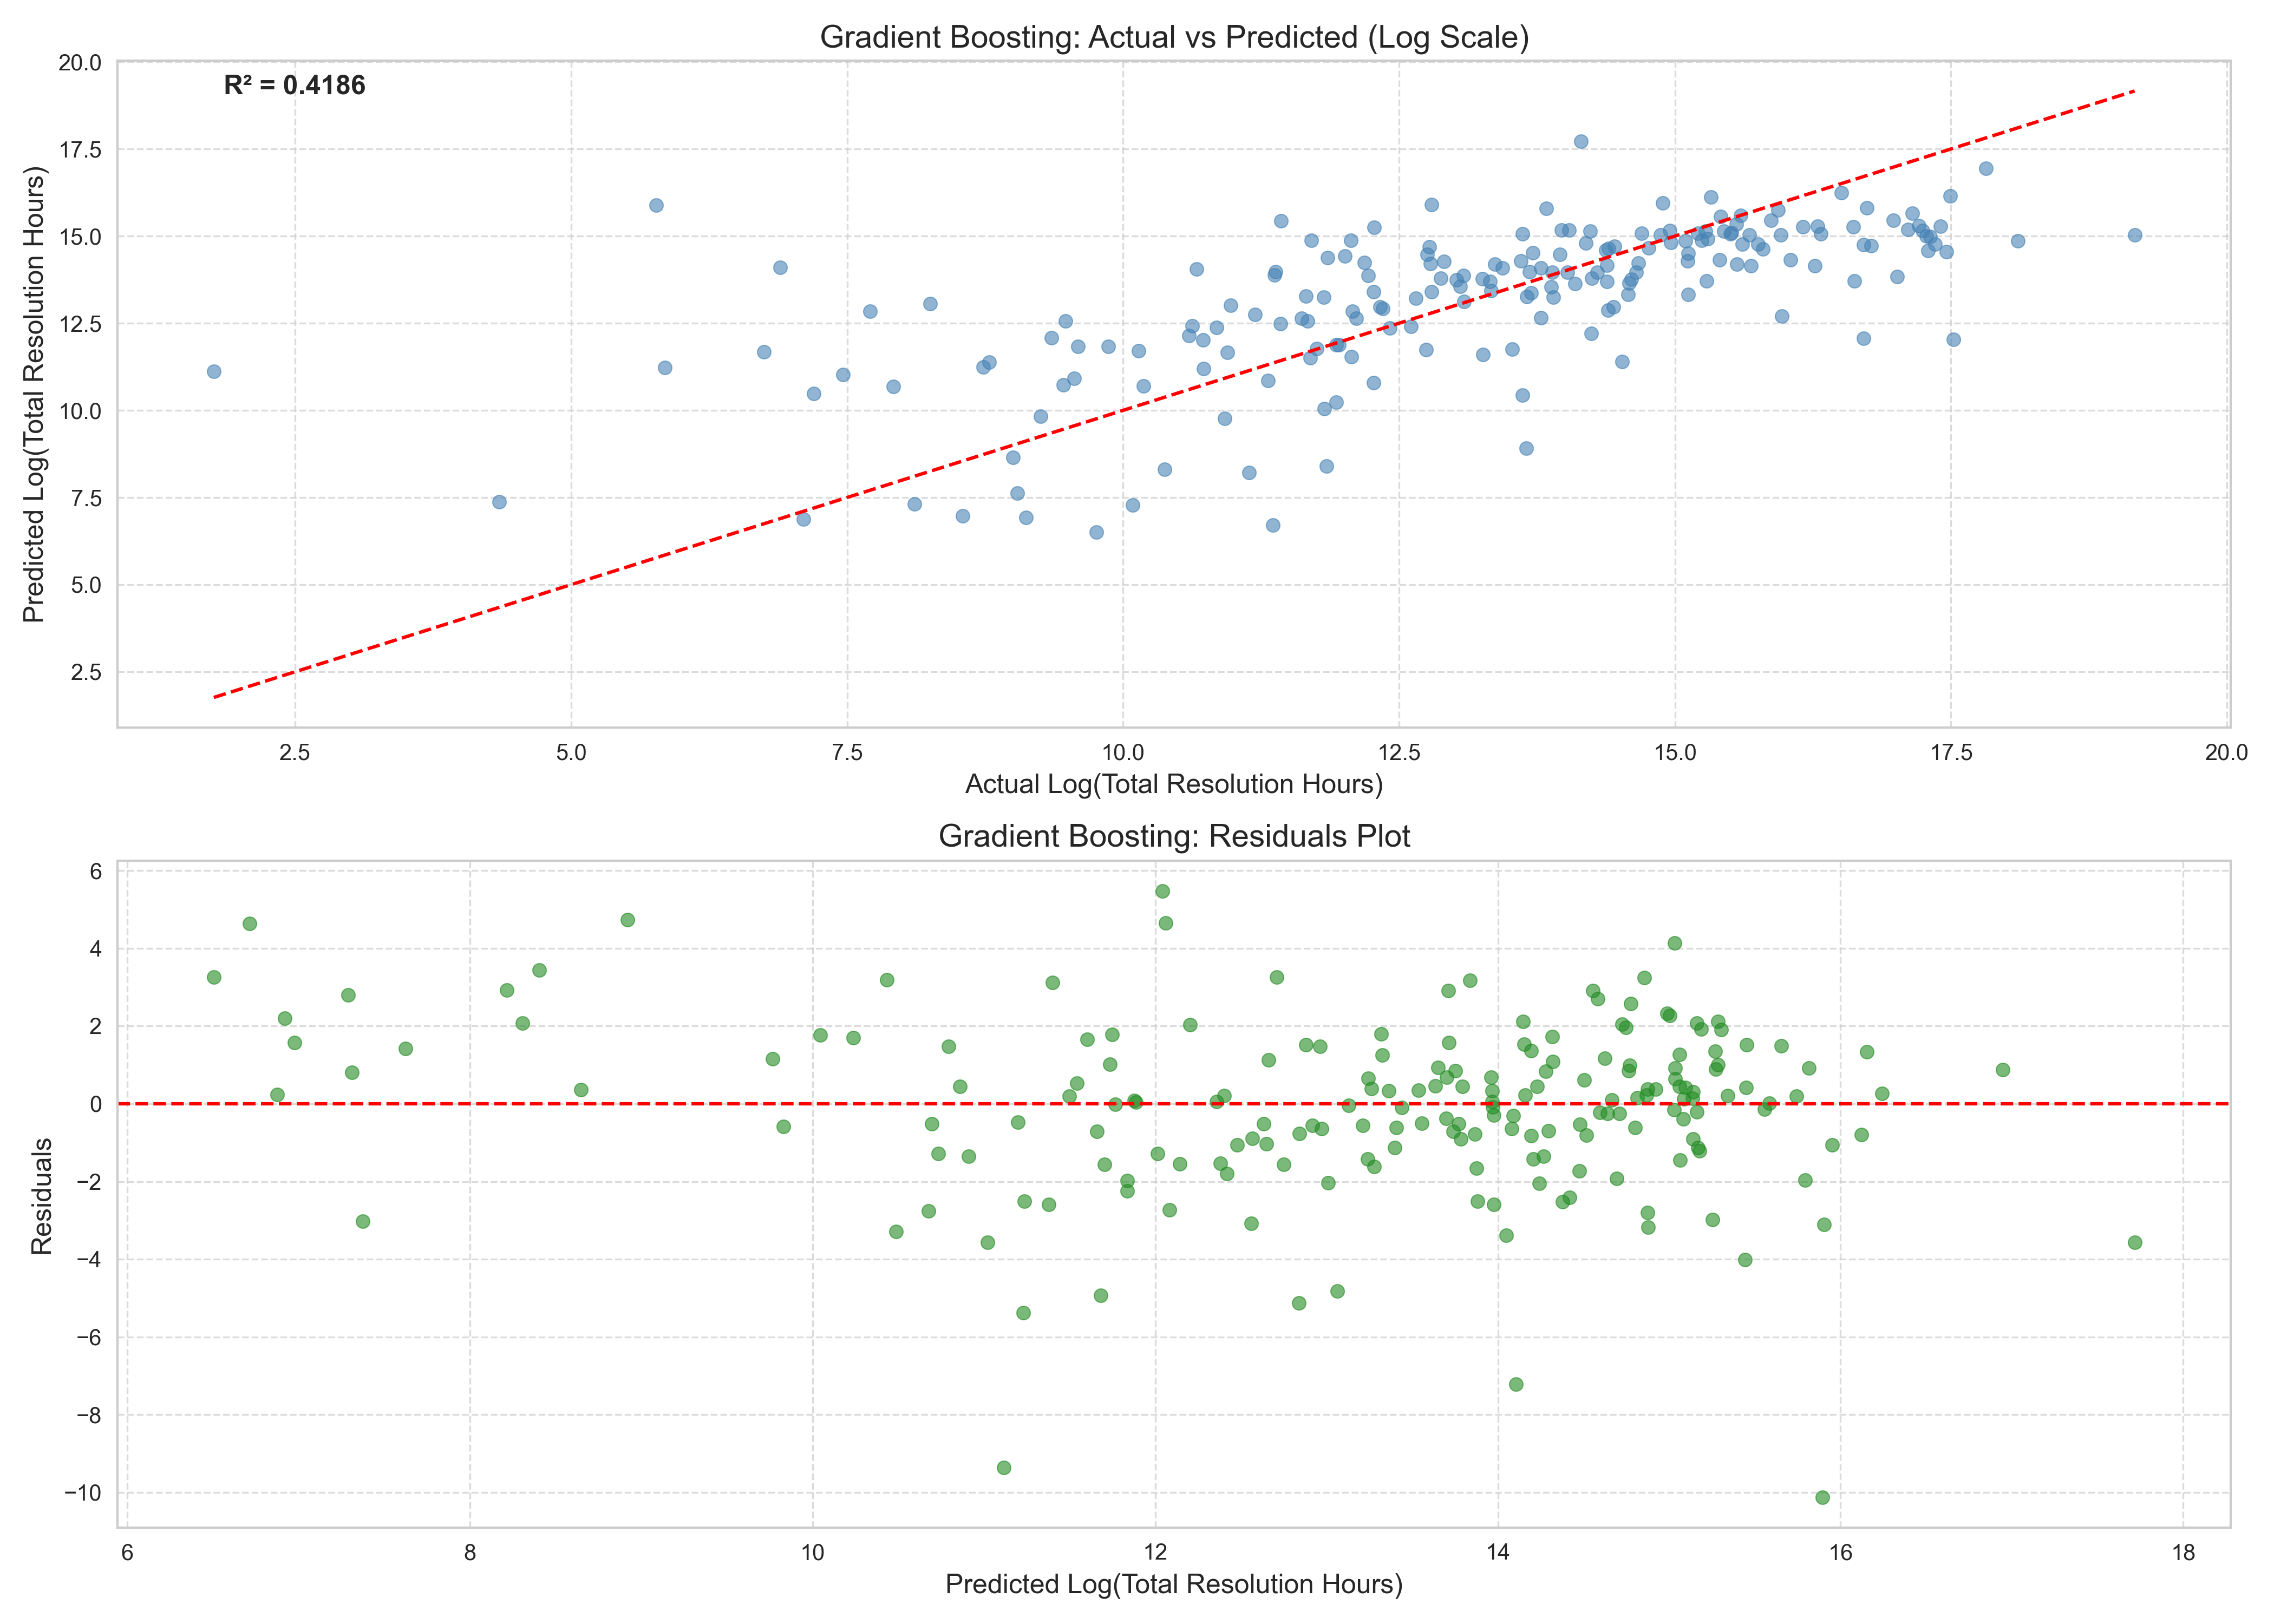 Gradient Boosting: Actual vs Predicted (Log Scale)
R² = 0.4186
Predicted Log(Total Resolution Hours)
20.0
17.5
15.0
12.5
10.0
7.5
5.0
2.5
2.5 5.0 7.5 10.0 12.5 15.0 17.5 20.0
Actual Log(Total Resolution Hours)
Gradient Boosting: Residuals Plot
Residuals
6
4
2
0
−2
−4
−6
−8
−10
6 8 10 12 14 16 18
Predicted Log(Total Resolution Hours)